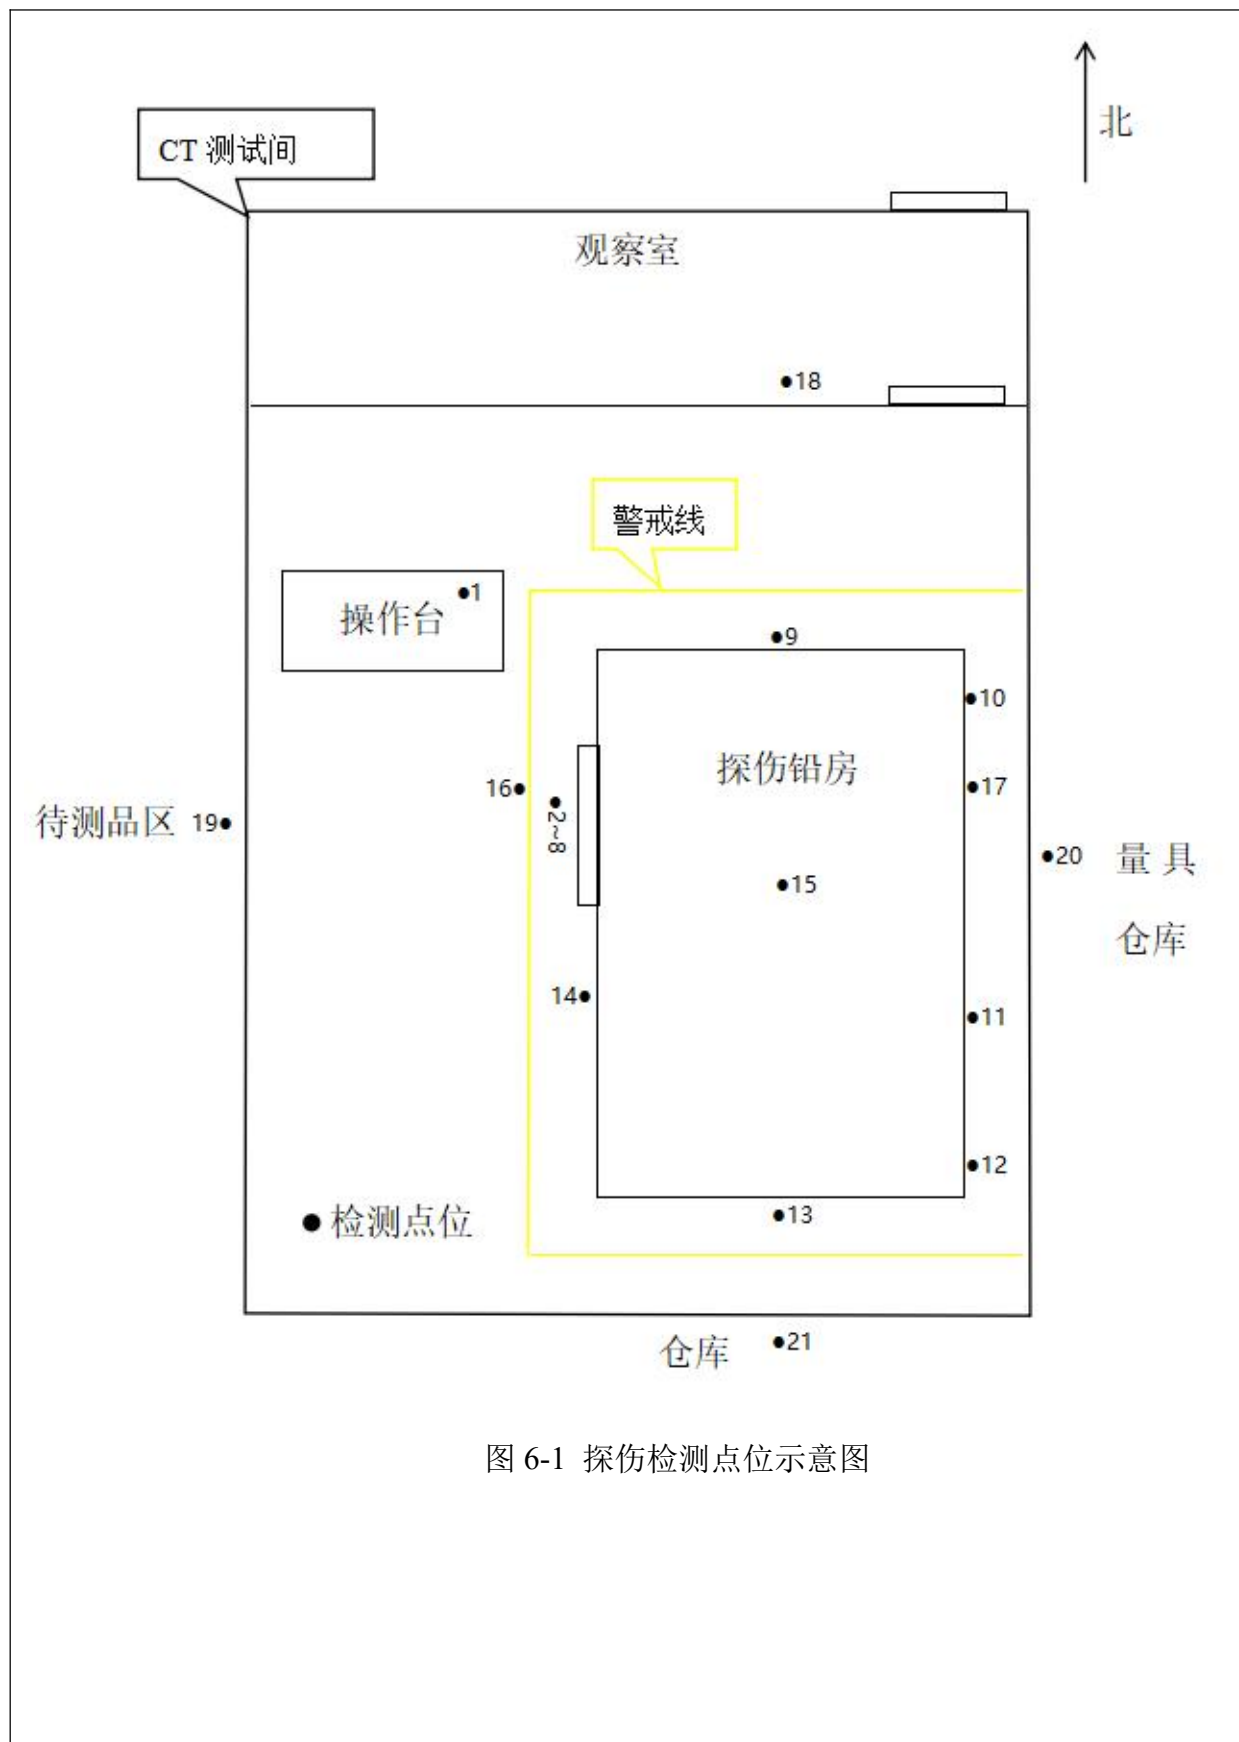 北
CT 测试间
观察室
●18
警戒线
●1
操作台
●9
●10
探伤铅房
16●
●2~8
●17
待测品区 19●
●20 量 具
仓库
●15
14●
●11
●12
●13
●检测点位
仓库 ●21
图 6-1 探伤检测点位示意图